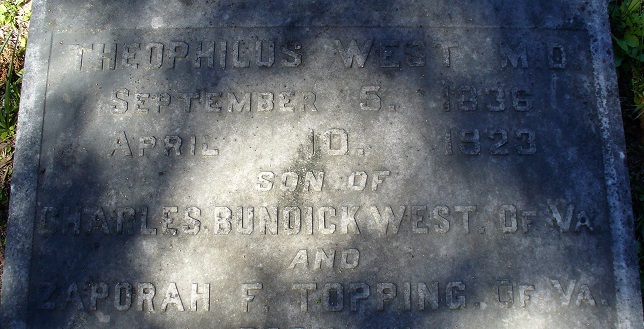 THEOPHILUS WEST M.D.
SEPTEMBER 5. 1836
APRIL 10. 1923
SON OF
CHARLES BUNDICK WEST. OF VA.
AND
ZAPORAH F. TOPPING. OF VA.